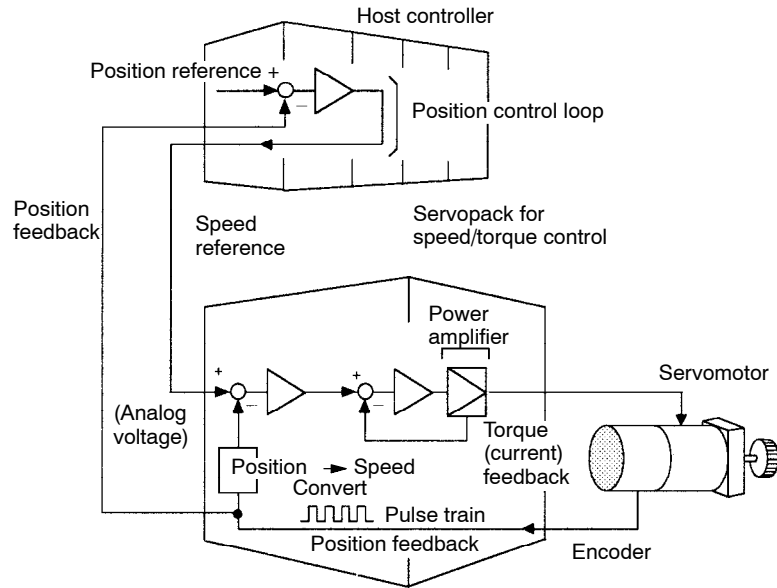 Host controller
Position reference +
−
Position control loop
Position
feedback
Speed
reference
Servopack for
speed/torque control
Power
amplifier
+
−
+
−
Servomotor
(Analog
voltage)
Torque
(current)
feedback
Position → Speed
Convert
Pulse train
Position feedback
Encoder